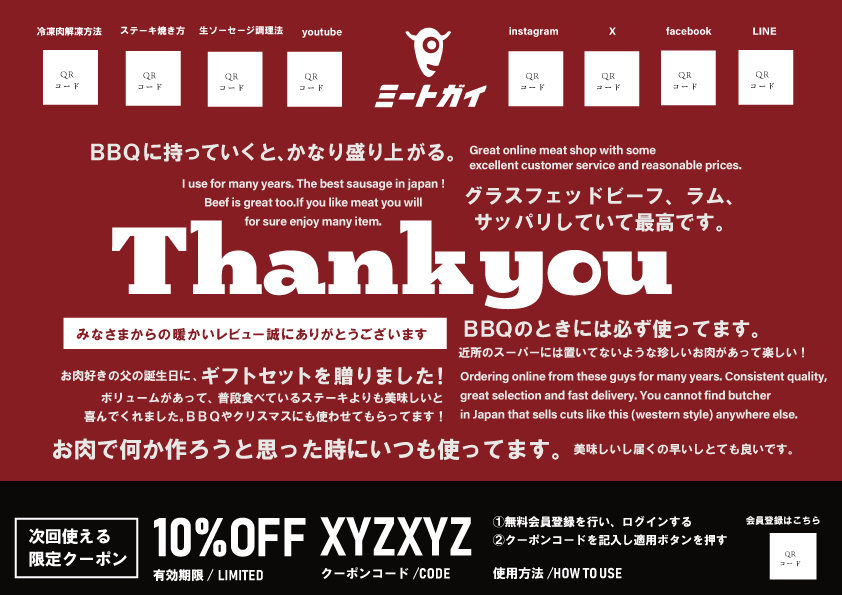 冷凍肉解凍方法
ステーキ焼き方
生ソーセージ調理法
youtube
instagram
X
facebook
LINE
QR
コード
QR
コード
QR
コード
QR
コード
ミートガイ
QR
コード
QR
コード
QR
コード
QR
コード
BBQに持っていくと、かなり盛り上がる。
Great online meat shop with some
excellent customer service and reasonable prices.
I use for many years. The best sausage in japan !
Beef is great too.If you like meat you will
for sure enjoy many item.
グラスフェッドビーフ、ラム、
サッパリしていて最高です。
Thank you
みなさまからの暖かいレビュー誠にありがとうございます
BBQのときには必ず使ってます。
近所のスーパーには置いてないような珍しいお肉があって楽しい！
お肉好きの父の誕生日に、ギフトセットを贈りました！
ボリュームがあって、普段食べているステーキよりも美味しいと
喜んでくれました。BBQやクリスマスにも使わせてもらってます！
Ordering online from these guys for many years. Consistent quality,
great selection and fast delivery. You cannot find butcher
in Japan that sells cuts like this (western style) anywhere else.
お肉で何か作ろうと思った時にいつも使ってます。
美味しいし届くの早いしとても良いです。
次回使える
限定クーポン
10%OFF
有効期限 / LIMITED
XYZXYZ
クーポンコード /CODE
①無料会員登録を行い、ログインする
②クーポンコードを記入し適用ボタンを押す
使用方法 /HOW TO USE
会員登録はこちら
QR
コード